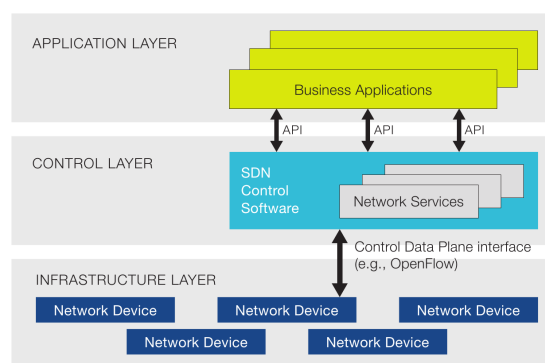 APPLICATION LAYER
Business Applications
API API API
CONTROL LAYER
SDN
Control
Software
Network Services
Control Data Plane interface
(e.g., OpenFlow)
INFRASTRUCTURE LAYER
Network Device Network Device Network Device
Network Device Network Device